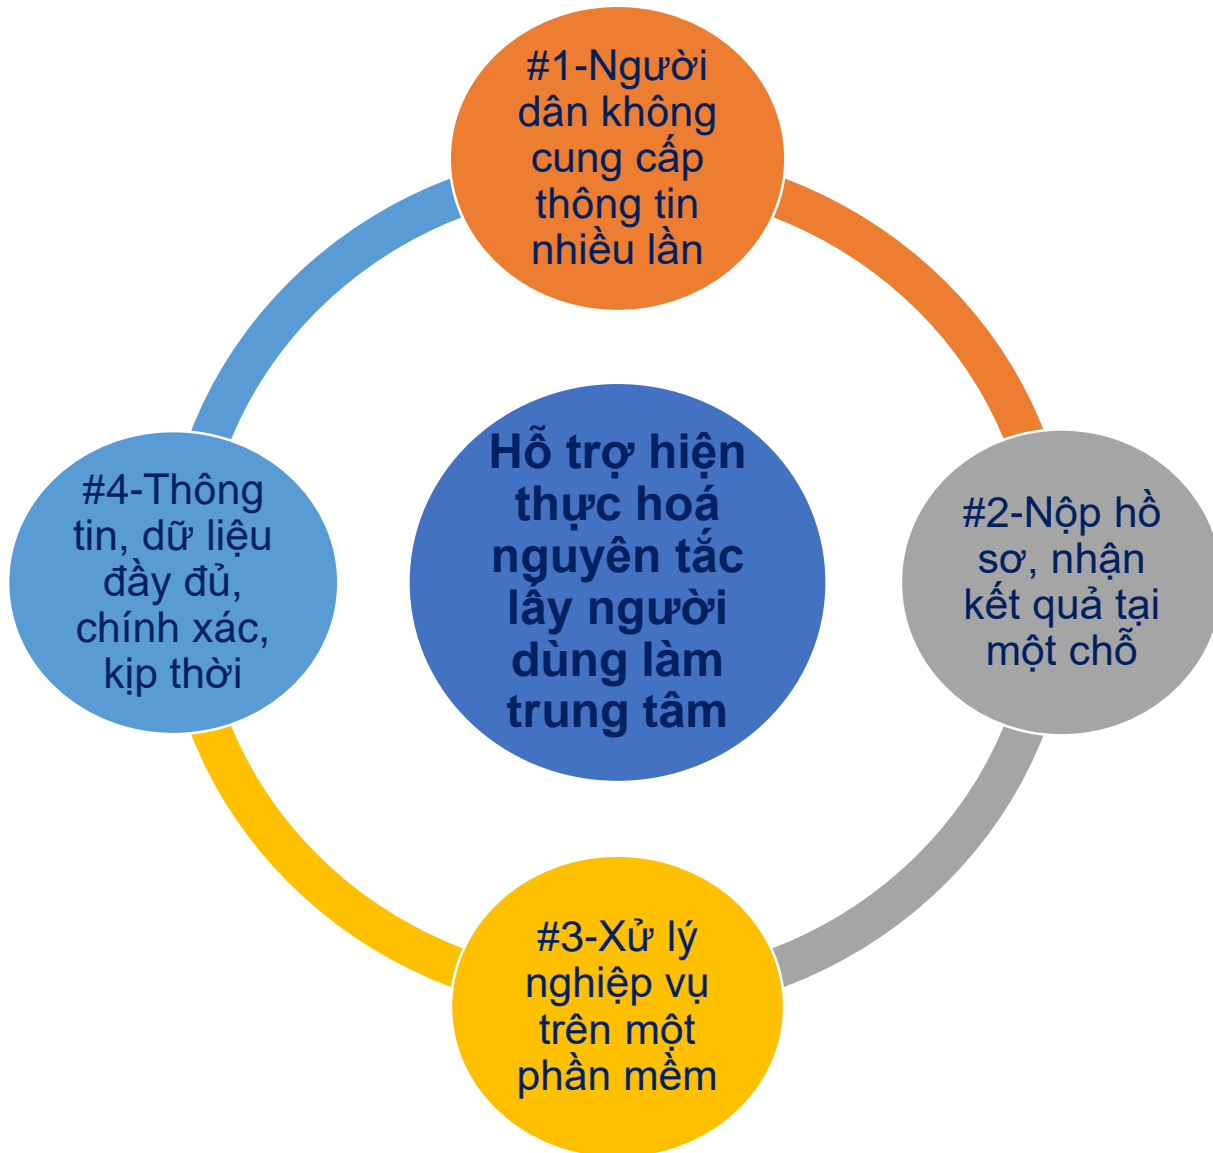 #1-Người
dân không
cung cấp
thông tin
nhiều lần
Hỗ trợ hiện
thực hoá
nguyên tắc
lấy người
dùng làm
trung tâm
#2-Nộp hồ
sơ, nhận
kết quả tại
một chỗ
#3-Xử lý
nghiệp vụ
trên một
phần mềm
#4-Thông
tin, dữ liệu
đầy đủ,
chính xác,
kịp thời